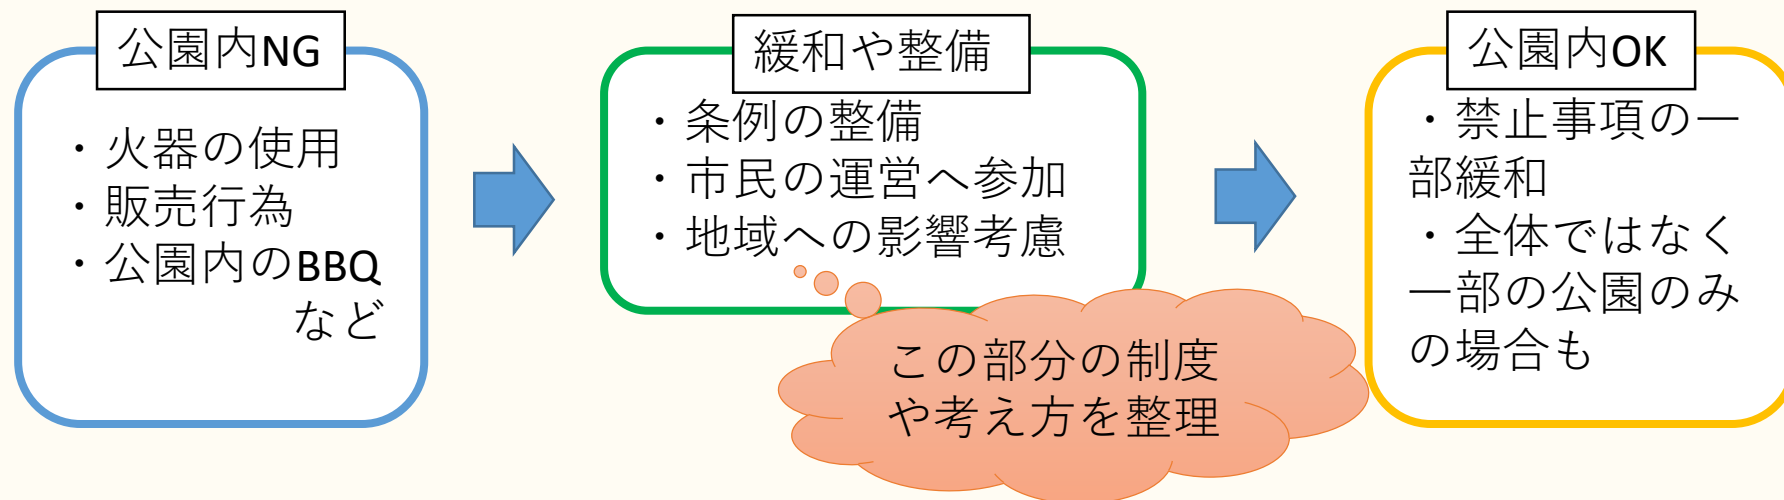 公園内NG
・火器の使用
・販売行為
・公園内のBBQ
など
緩和や整備
・条例の整備
・市民の運営へ参加
・地域への影響考慮
この部分の制度
や考え方を整理
公園内OK
・禁止事項の一
部緩和
・全体ではなく
一部の公園のみ
の場合も